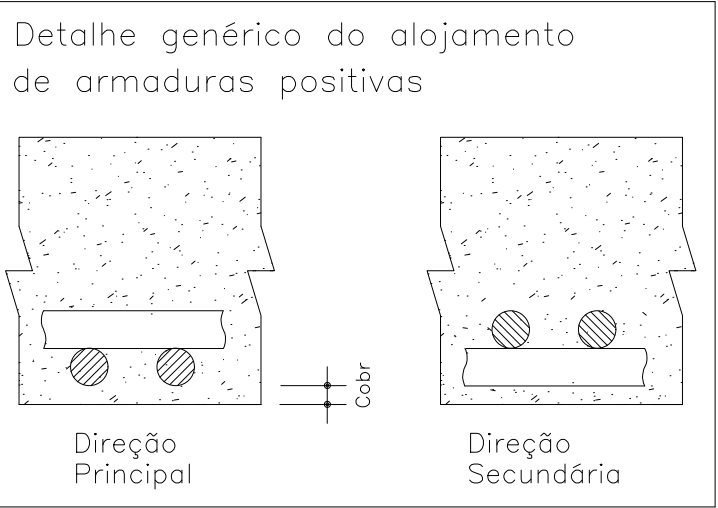 Detalhe genérico do alojamento
de armaduras positivas
Cobr
Direção
Principal
Direção
Secundária